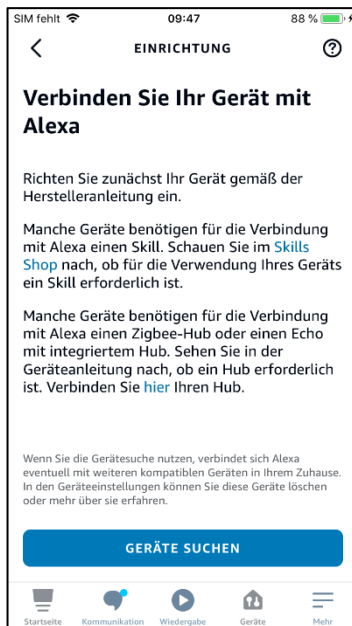 SIM fehlt 09:47 88 %
EINRICHTUNG
Verbinden Sie Ihr Gerät mit
Alexa
Richten Sie zunächst Ihr Gerät gemäß der
Herstelleranleitung ein.
Manche Geräte benötigen für die Verbindung
mit Alexa einen Skill. Schauen Sie im Skills
Shop nach, ob für die Verwendung Ihres Geräts
ein Skill erforderlich ist.
Manche Geräte benötigen für die Verbindung
mit Alexa einen Zigbee-Hub oder einen Echo
mit integriertem Hub. Sehen Sie in der
Geräteanleitung nach, ob ein Hub erforderlich
ist. Verbinden Sie hier Ihren Hub.
Wenn Sie die Gerätesuche nutzen, verbindet sich Alexa
eventuell mit weiteren kompatiblen Geräten in Ihrem Zuhause.
In den Geräteeinstellungen können Sie diese Geräte löschen
oder mehr über sie erfahren.
GERÄTE SUCHEN
Startseite Kommunikation Wiedergabe Geräte Mehr